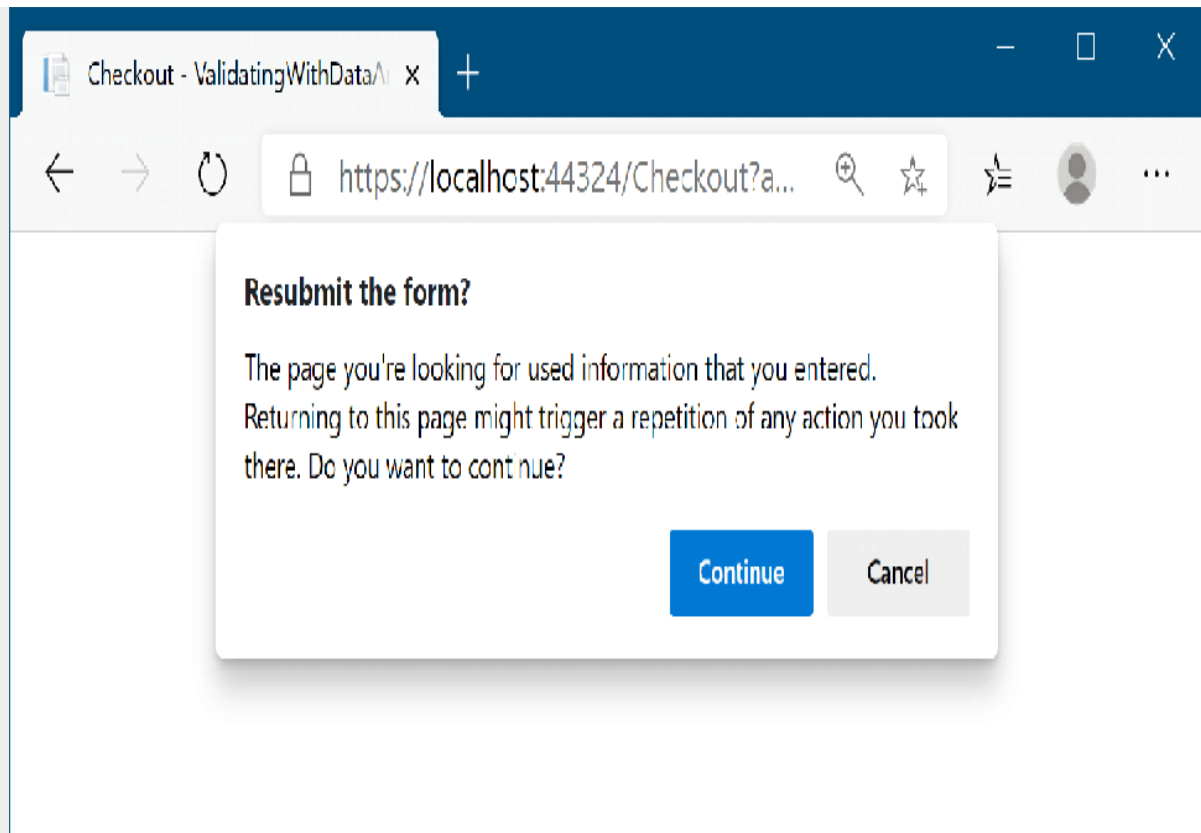 Checkout - ValidatingWithDataA
https://localhost:44324/Checkout?a...
Resubmit the form?
The page you're looking for used information that you entered.
Returning to this page might trigger a repetition of any action you took
there. Do you want to continue?
Continue Cancel